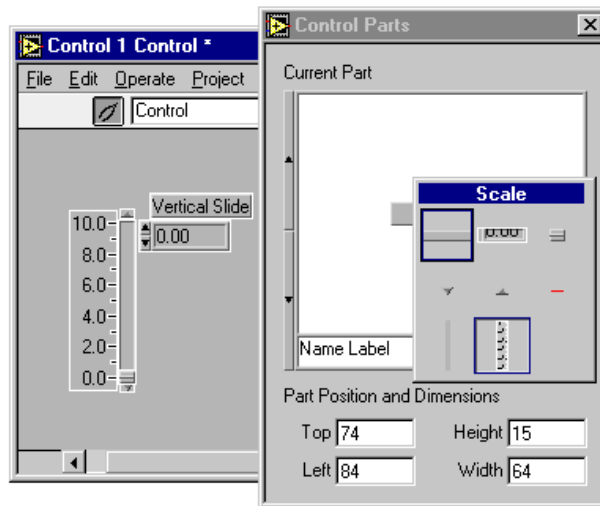 Control 1 Control *
File Edit Operate Project
Control
Vertical Slide
0.00
10.0
8.0
6.0
4.0
2.0
0.0
Control Parts
Current Part
Scale
0.00
Name Label
Part Position and Dimensions
Top 74 Height 15
Left 84 Width 64